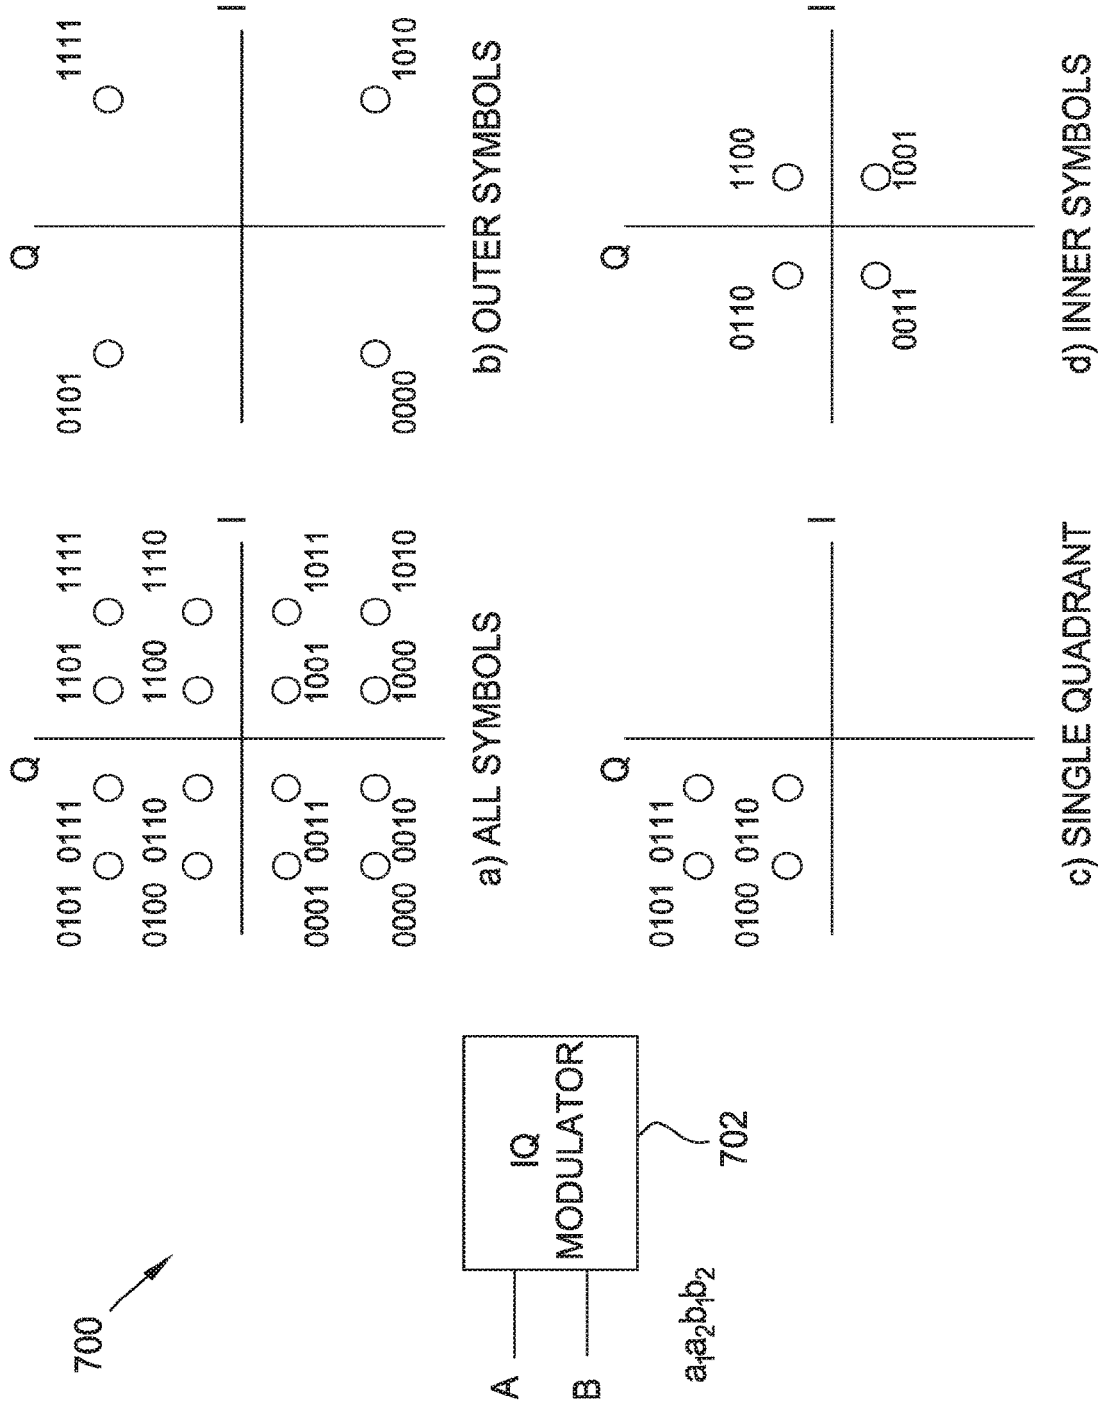 700
A
B
IQ
MODULATOR
702
a₁a₂b₁b₂
Q
0101 0111 1101 1111
0100 0110 1100 1110
I
0001 0011 1001 1011
0000 0010 1000 1010
a) ALL SYMBOLS
Q
0101 1111
I
0000 1010
b) OUTER SYMBOLS
Q
0101 0111
0100 0110
I
c) SINGLE QUADRANT
Q
0110 1100
I
0011 1001
d) INNER SYMBOLS